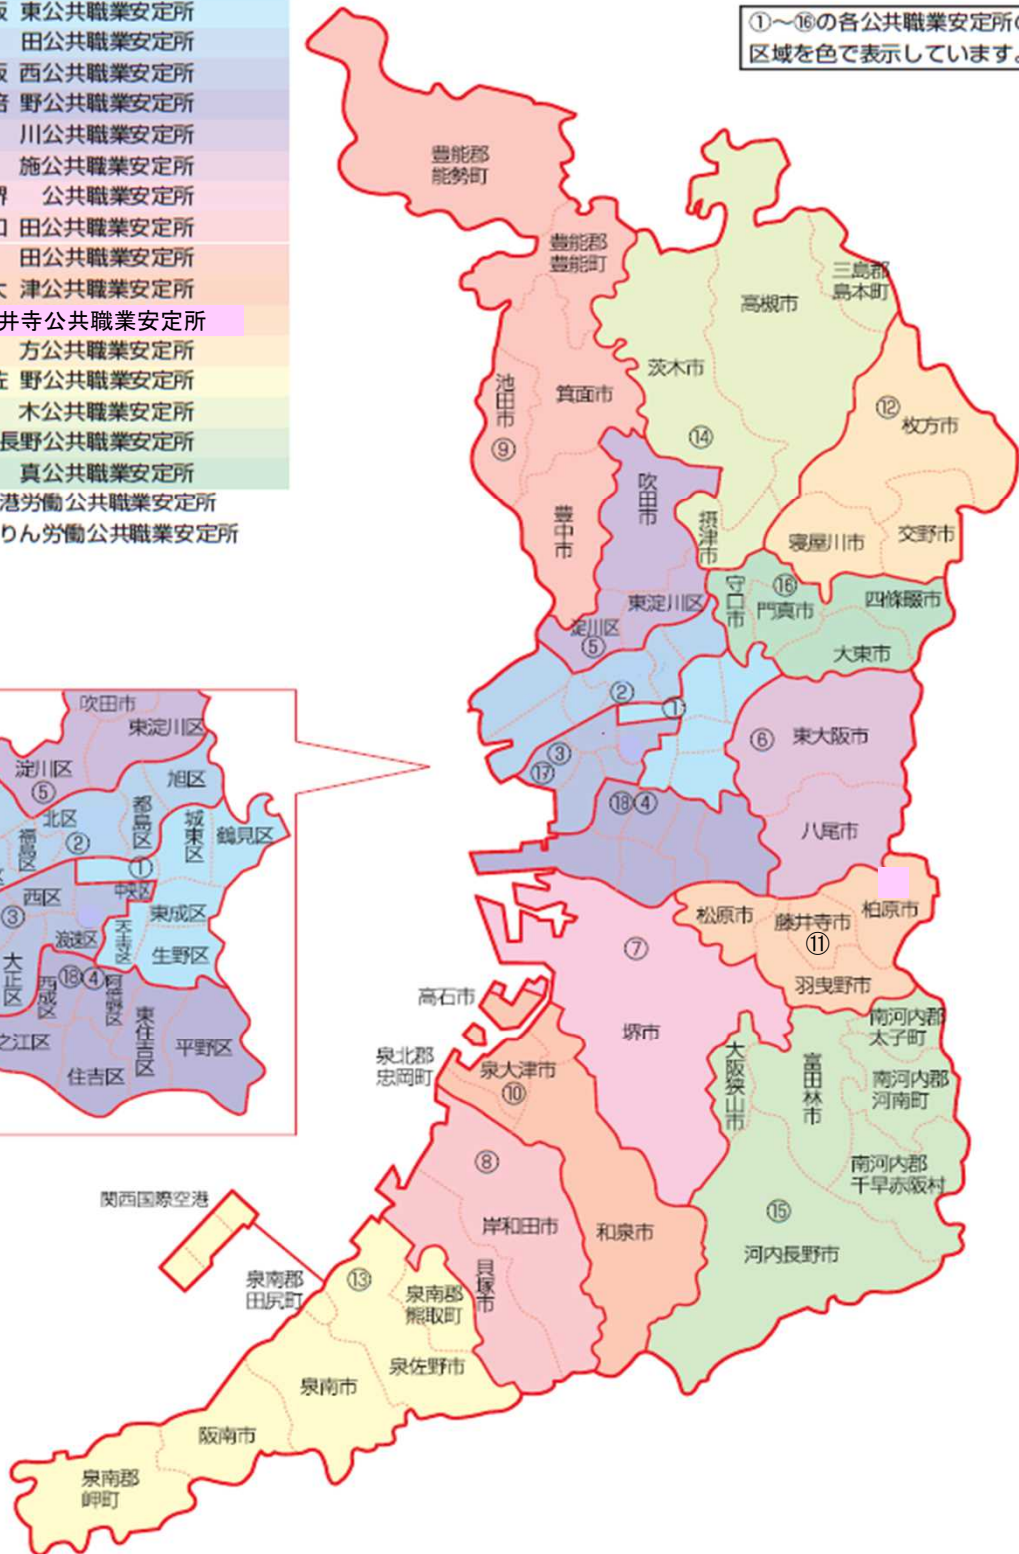 阪 東公共職業安定所
田公共職業安定所
阪 西公共職業安定所
野公共職業安定所
川公共職業安定所
施公共職業安定所
堺 公共職業安定所
田公共職業安定所
田公共職業安定所
大 津公共職業安定所
井寺公共職業安定所
方公共職業安定所
佐 野公共職業安定所
木公共職業安定所
長野公共職業安定所
真公共職業安定所
港労働公共職業安定所
りん労働公共職業安定所
①～⑯の各公共職業安定所の
区域を色で表示しています。
豊能郡
能勢町
豊能郡
豊能町
三島郡
島本町
高槻市
茨木市
池田市
⑨
箕面市
⑭
⑫
枚方市
吹田市
豊中市
摂津市
寝屋川市
交野市
守口市
⑯
門真市
四條畷市
東淀川区
淀川区
⑤
大東市
②
①
⑥
東大阪市
③
⑰
⑱④
八尾市
松原市
藤井寺市
⑪
柏原市
羽曳野市
⑦
堺市
高石市
泉北郡
忠岡町
泉大津市
⑩
大阪狭山市
富田林市
南河内郡
太子町
南河内郡
河南町
南河内郡
千早赤阪村
⑮
河内長野市
⑧
岸和田市
和泉市
貝塚市
関西国際空港
泉南郡
田尻町
⑬
泉南郡
熊取町
泉佐野市
泉南市
阪南市
泉南郡
岬町
吹田市
東淀川区
淀川区
⑤
旭区
北区
②
都島区
城東区
鶴見区
福島区
①
区
西区
中央区
③
東成区
浪速区
天王寺区
生野区
大正区
⑱④
西成区
阿倍野区
東住吉区
之江区
平野区
住吉区